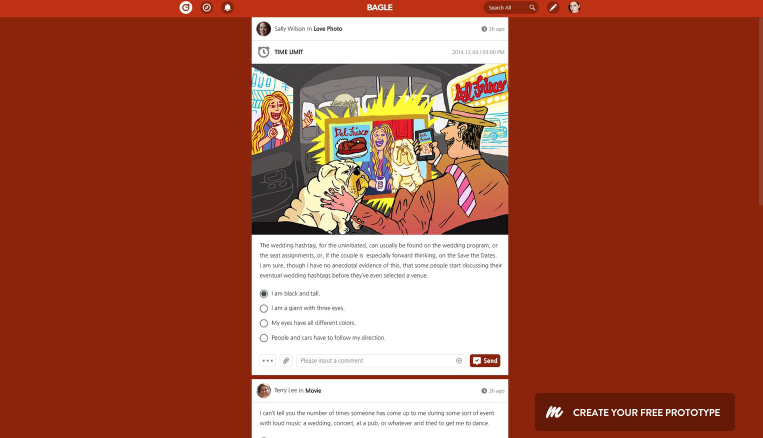 BAGLE
Search All
Sally Wilson in Love Photo
2h ago
TIME LIMIT
2014.12.04 / 03:00 PM
Del Frisco
Del Frisco
The wedding hashtag, for the uninitiated, can usually be found on the wedding program, or
the seat assignments, or, if the couple is especially forward thinking, on the Save the Dates.
I am sure, though I have no anecdotal evidence of this, that some people start discussing their
eventual wedding hashtags before they've even selected a venue.
I am black and tall.
I am a giant with three eyes.
My eyes have all different colors.
People and cars have to follow my direction.
Please input a comment
Send
Terry Lee in Movie
2h ago
I can't tell you the number of times someone has come up to me during some sort of event
with loud music a wedding, concert, at a pub, or whatever and tried to get me to dance.
CREATE YOUR FREE PROTOTYPE